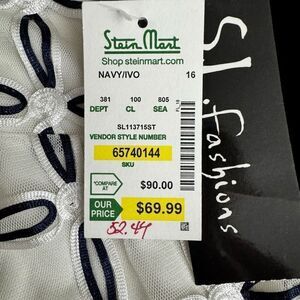 Stein Mart
Shop steinmart.com
NAVY/IVO 16
381 100 805
DEPT CL SEA
FL_18
SL113715ST
VENDOR STYLE NUMBER
65740144
SKU
"COMPARE AT $90.00
OUR PRICE $69.99
52.49
S.L. fashions